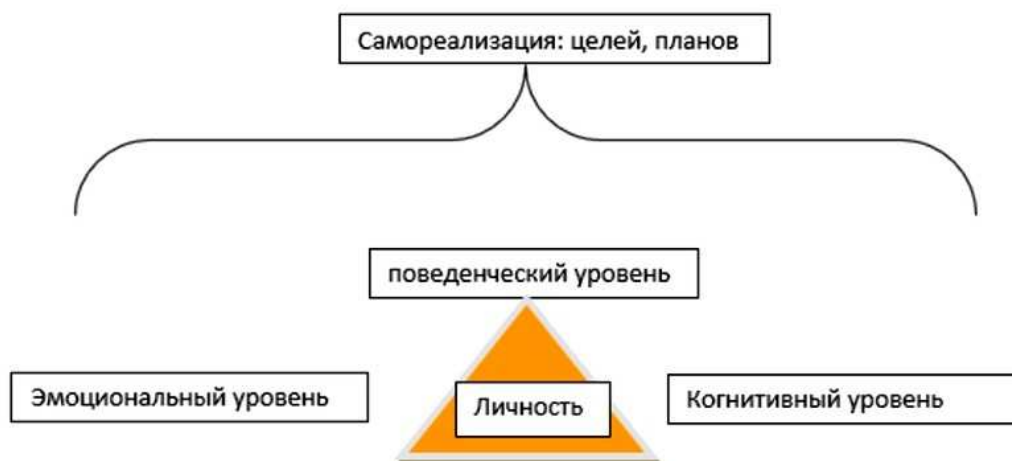 Самореализация: целей, планов
поведенческий уровень
Эмоциональный уровень
Личность
Когнитивный уровень